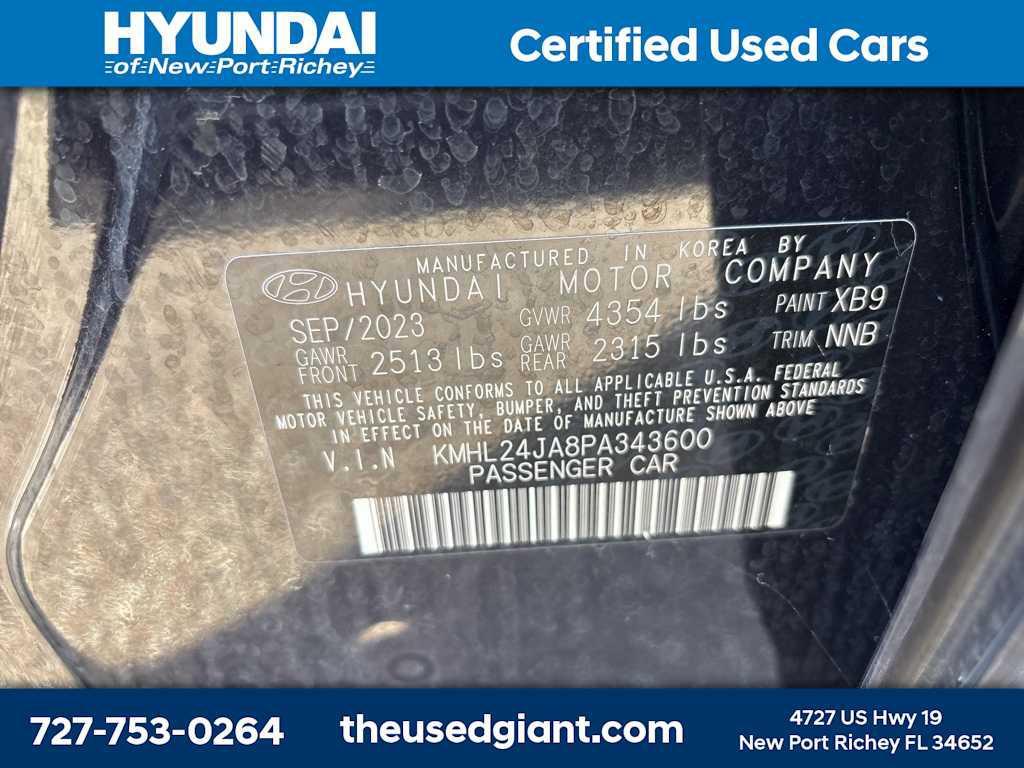 HYUNDAI
of New Port Richey
Certified Used Cars
MANUFACTURED IN KOREA BY
HYUNDAI MOTOR COMPANY
SEP/2023 GVWR 4354 lbs PAINT XB9
GAWR FRONT 2513 lbs GAWR REAR 2315 lbs TRIM NNB
THIS VEHICLE CONFORMS TO ALL APPLICABLE U.S.A. FEDERAL
MOTOR VEHICLE SAFETY, BUMPER, AND THEFT PREVENTION STANDARDS
IN EFFECT ON THE DATE OF MANUFACTURE SHOWN ABOVE
V.I.N KMHL24JA8PA343600
PASSENGER CAR
727-753-0264
theusedgiant.com
4727 US Hwy 19
New Port Richey FL 34652